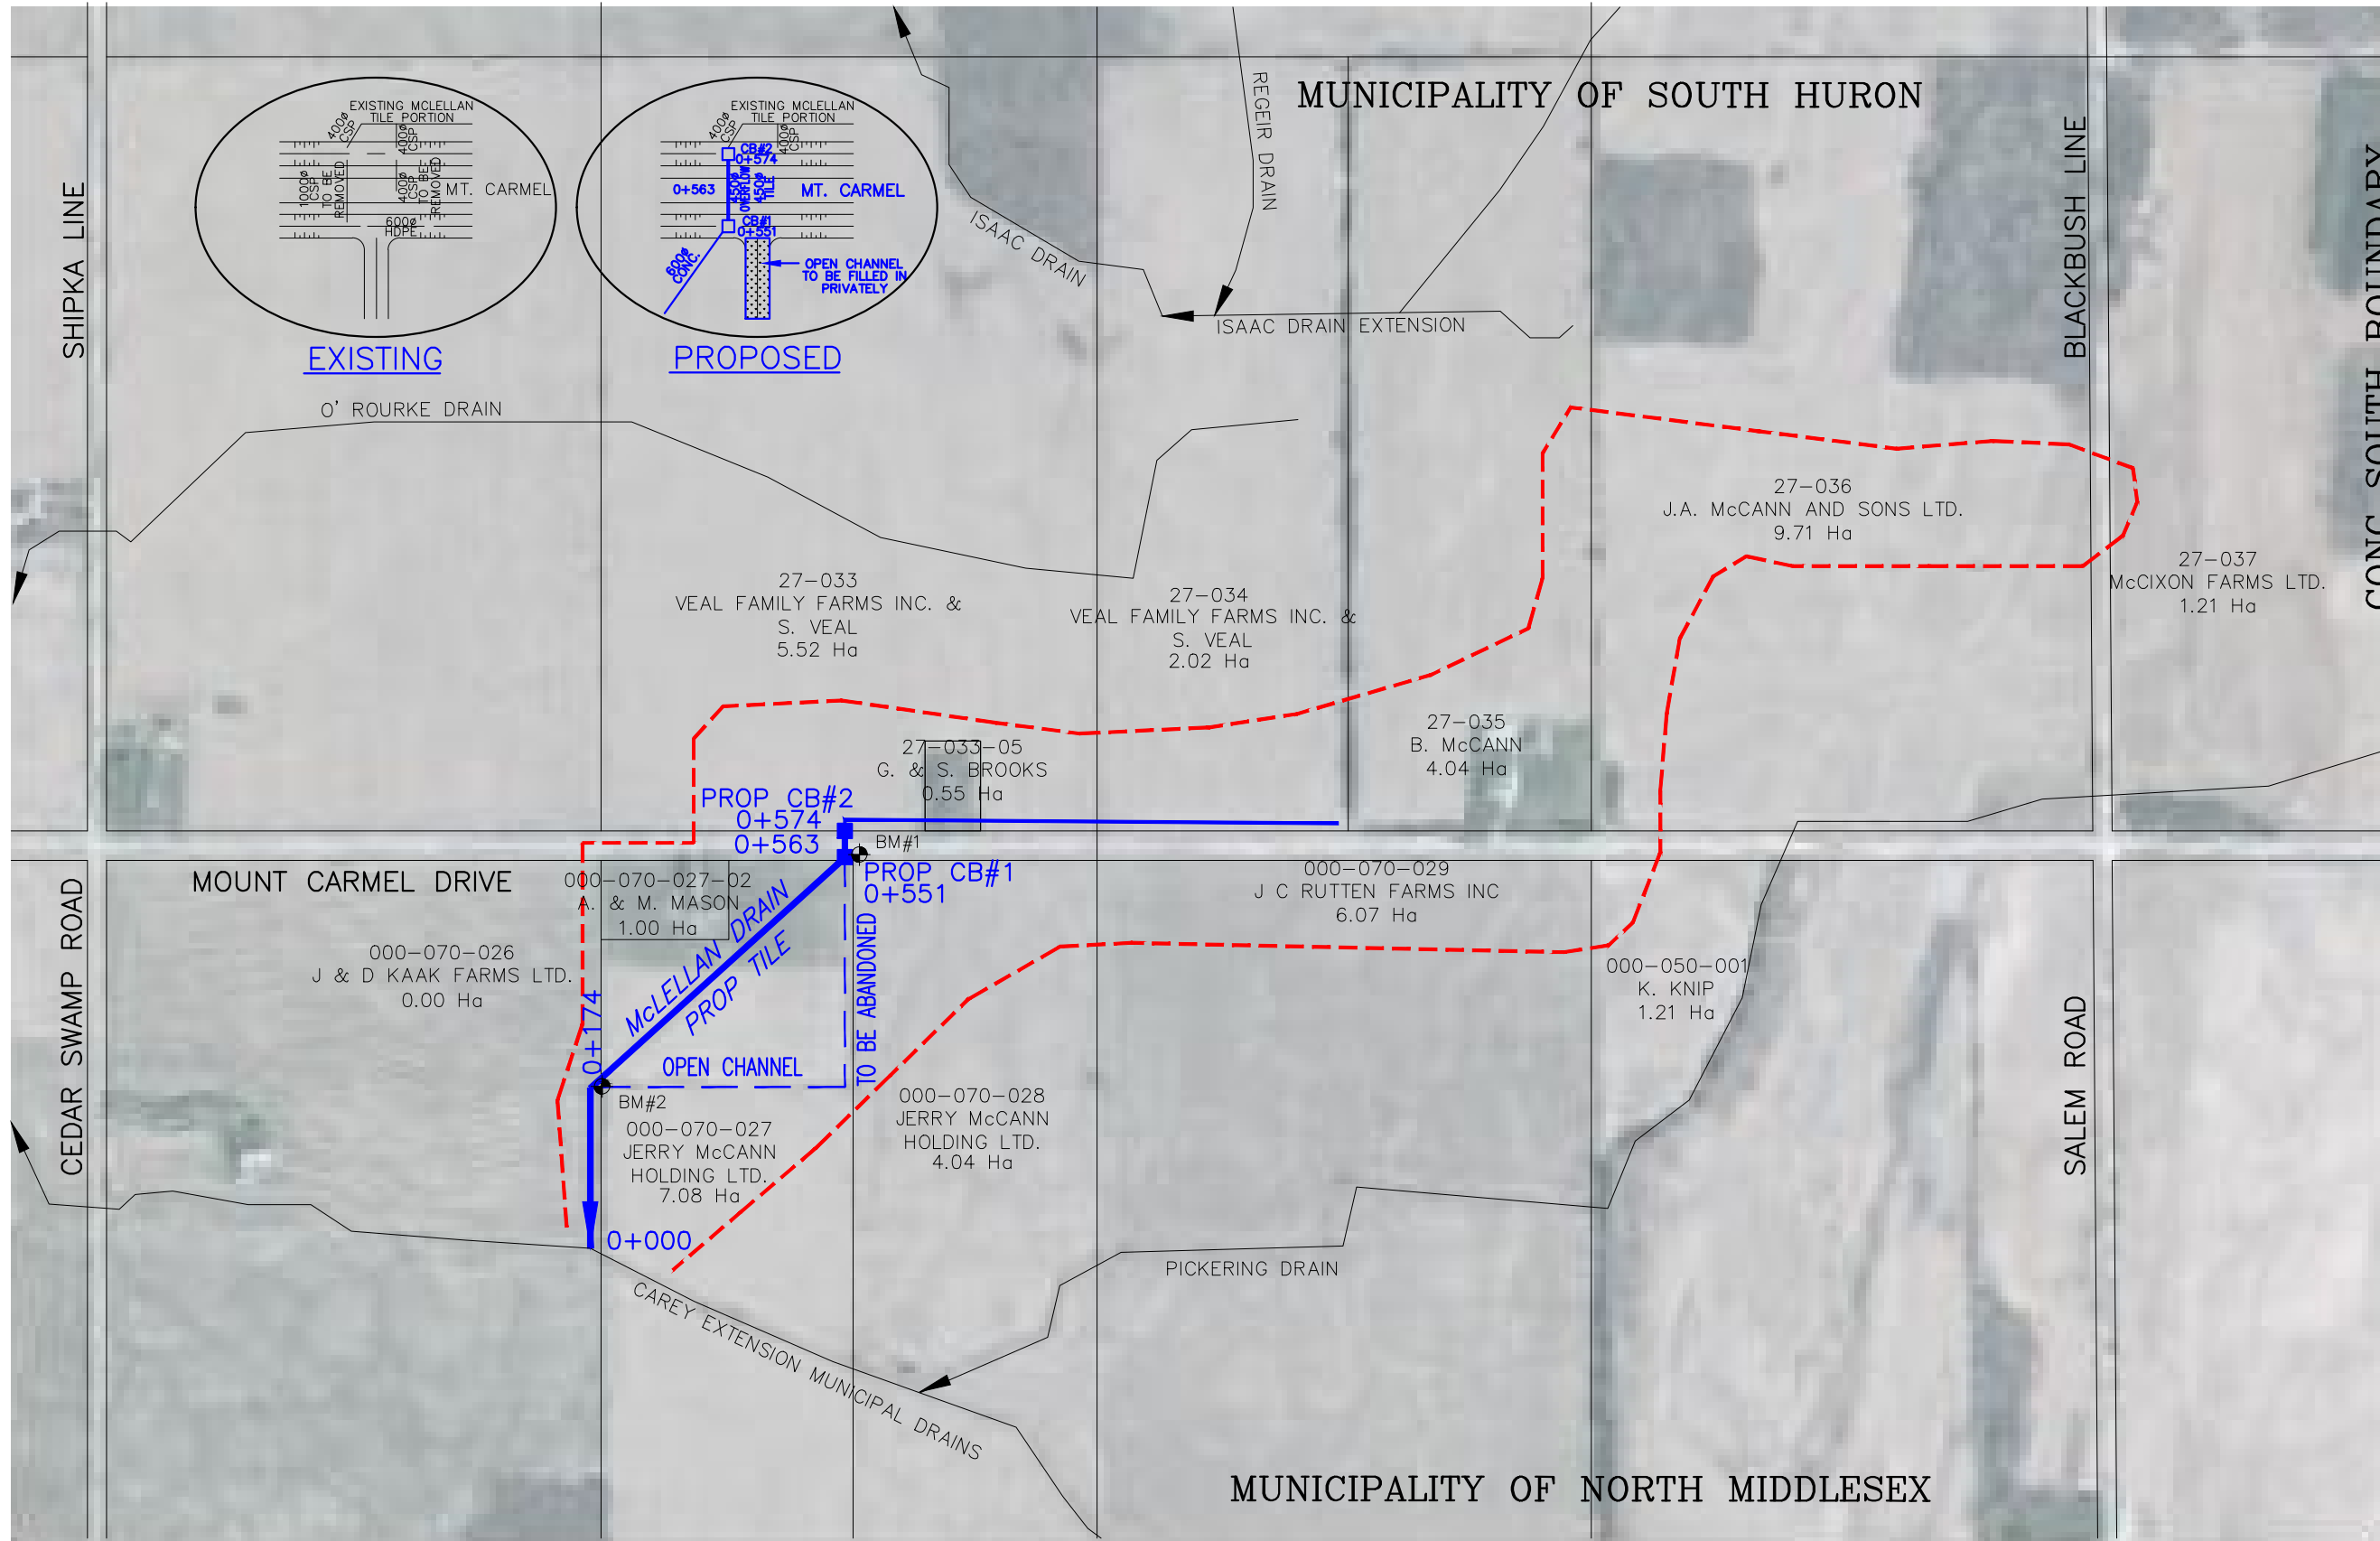 MUNICIPALITY OF SOUTH HURON
SHIPKA LINE
EXISTING MCLELLAN
TILE PORTION
400ø
CSP
400ø
CSP
1000ø
CSP
TO BE
REMOVED
400ø
CSP
TO BE
REMOVED
MT. CARMEL
600ø
HDPE
EXISTING
EXISTING MCLELLAN
TILE PORTION
400ø
CSP
400ø
CSP
CB#2
0+574
0+563
450ø
OVERFLOW
450ø
TILE
MT. CARMEL
CB#1
0+551
600ø
CONC.
OPEN CHANNEL
TO BE FILLED IN
PRIVATELY
PROPOSED
REGEIR DRAIN
ISAAC DRAIN
ISAAC DRAIN EXTENSION
BLACKBUSH LINE
CONC SOUTH BOUNDARY
O' ROURKE DRAIN
27-036
J.A. McCANN AND SONS LTD.
9.71 Ha
27-037
McCIXON FARMS LTD.
1.21 Ha
27-033
VEAL FAMILY FARMS INC. &
S. VEAL
5.52 Ha
27-034
VEAL FAMILY FARMS INC. &
S. VEAL
2.02 Ha
27-035
B. McCANN
4.04 Ha
27-033-05
G. & S. BROOKS
0.55 Ha
PROP CB#2
0+574
0+563
BM#1
PROP CB#1
0+551
MOUNT CARMEL DRIVE
000-070-027-02
A. & M. MASON
1.00 Ha
000-070-029
J C RUTTEN FARMS INC
6.07 Ha
CEDAR SWAMP ROAD
000-070-026
J & D KAAK FARMS LTD.
0.00 Ha
McLELLAN DRAIN
PROP TILE
TO BE ABANDONED
0+174
OPEN CHANNEL
BM#2
000-050-001
K. KNIP
1.21 Ha
SALEM ROAD
000-070-027
JERRY McCANN
HOLDING LTD.
7.08 Ha
000-070-028
JERRY McCANN
HOLDING LTD.
4.04 Ha
0+000
PICKERING DRAIN
CAREY EXTENSION MUNICIPAL DRAINS
MUNICIPALITY OF NORTH MIDDLESEX